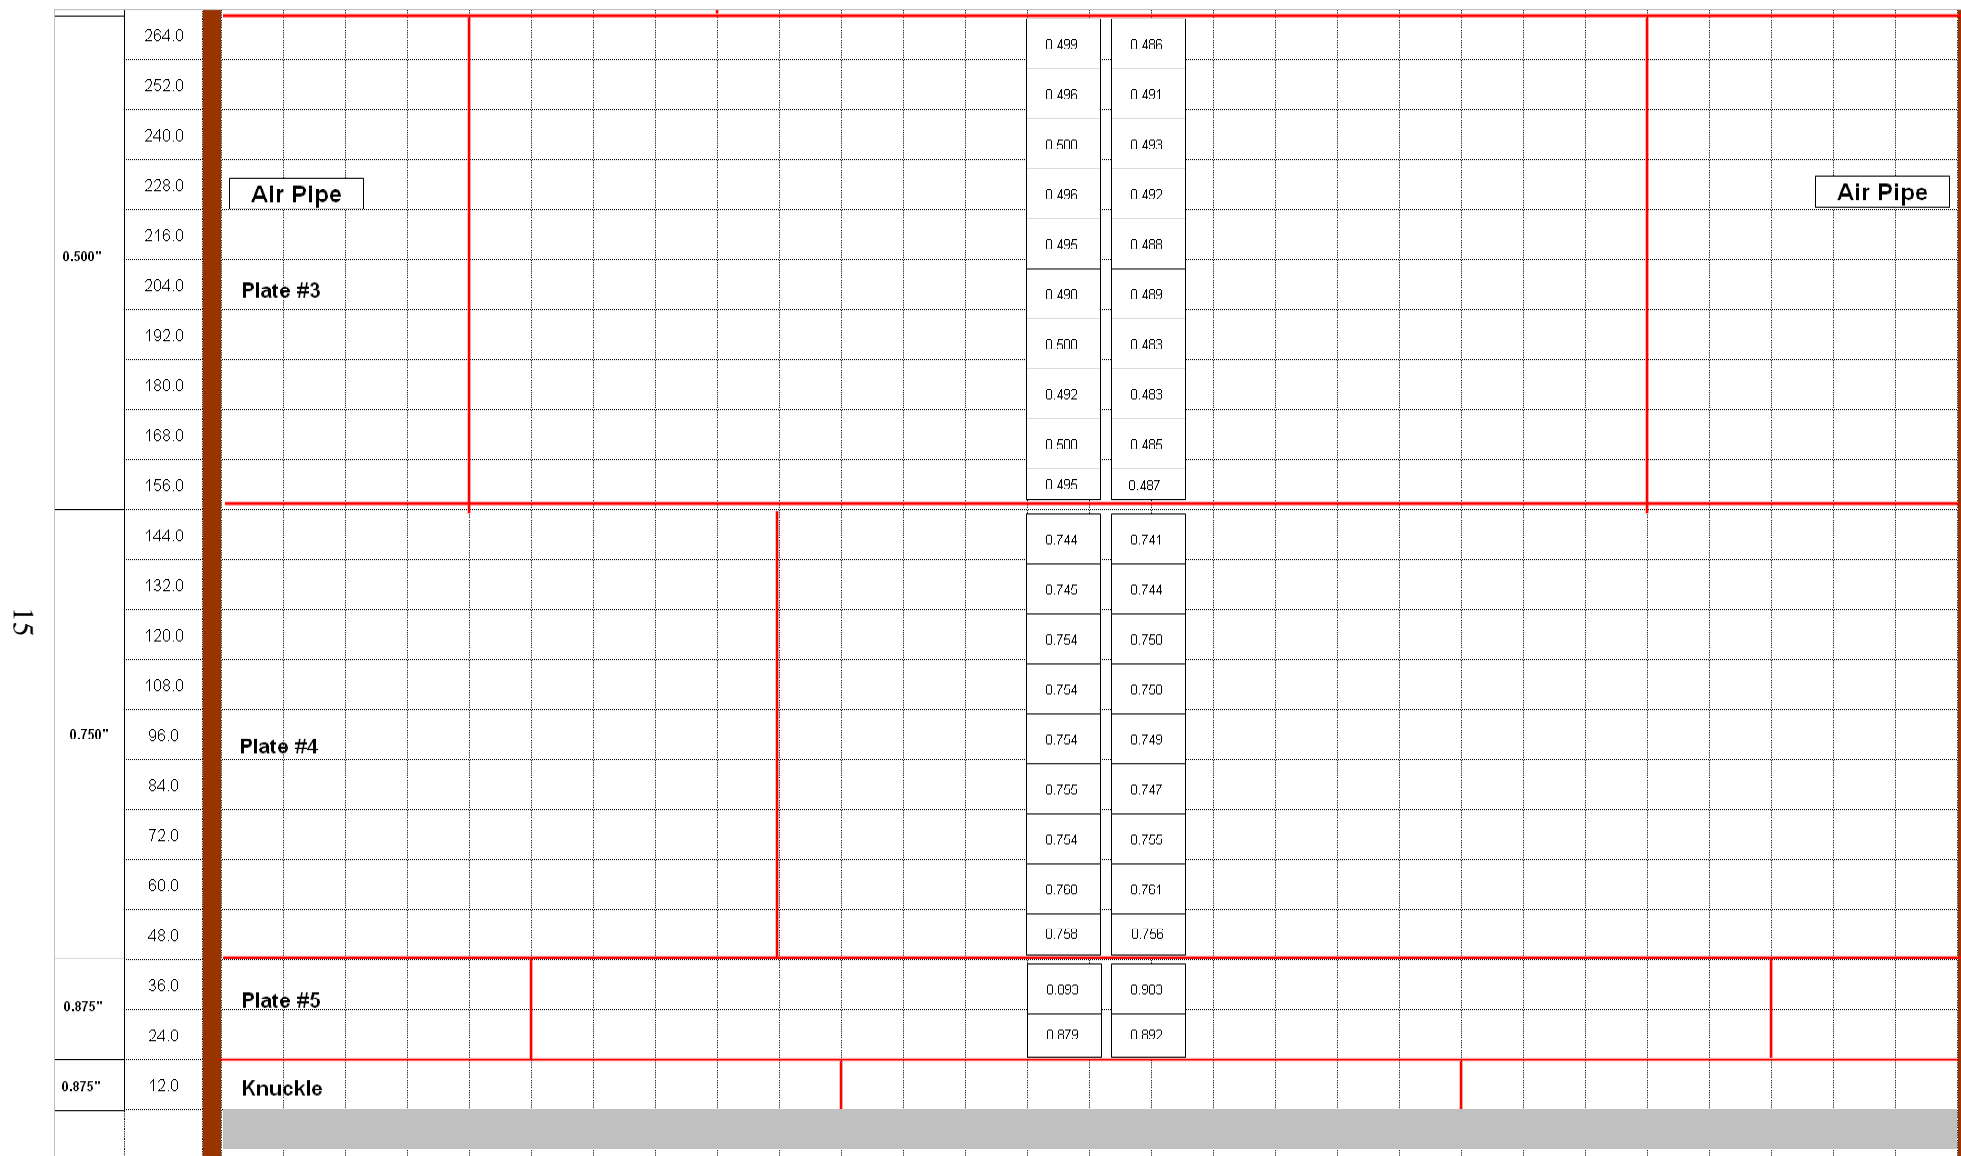 264.0 0.499 0.486
252.0 0.496 0.491
240.0 0.500 0.493
228.0 Air Pipe 0.496 0.492 Air Pipe
216.0 0.495 0.488
0.500"
204.0 Plate #3 0.490 0.489
192.0 0.500 0.483
180.0 0.492 0.483
168.0 0.500 0.485
156.0 0.495 0.487
144.0 0.744 0.741
132.0 0.745 0.744
15
120.0 0.754 0.750
108.0 0.754 0.750
0.750" 96.0 Plate #4 0.754 0.749
84.0 0.755 0.747
72.0 0.754 0.755
60.0 0.760 0.761
48.0 0.758 0.756
36.0 Plate #5 0.903
0.875"
24.0 0.879 0.892
0.875" 12.0 Knuckle